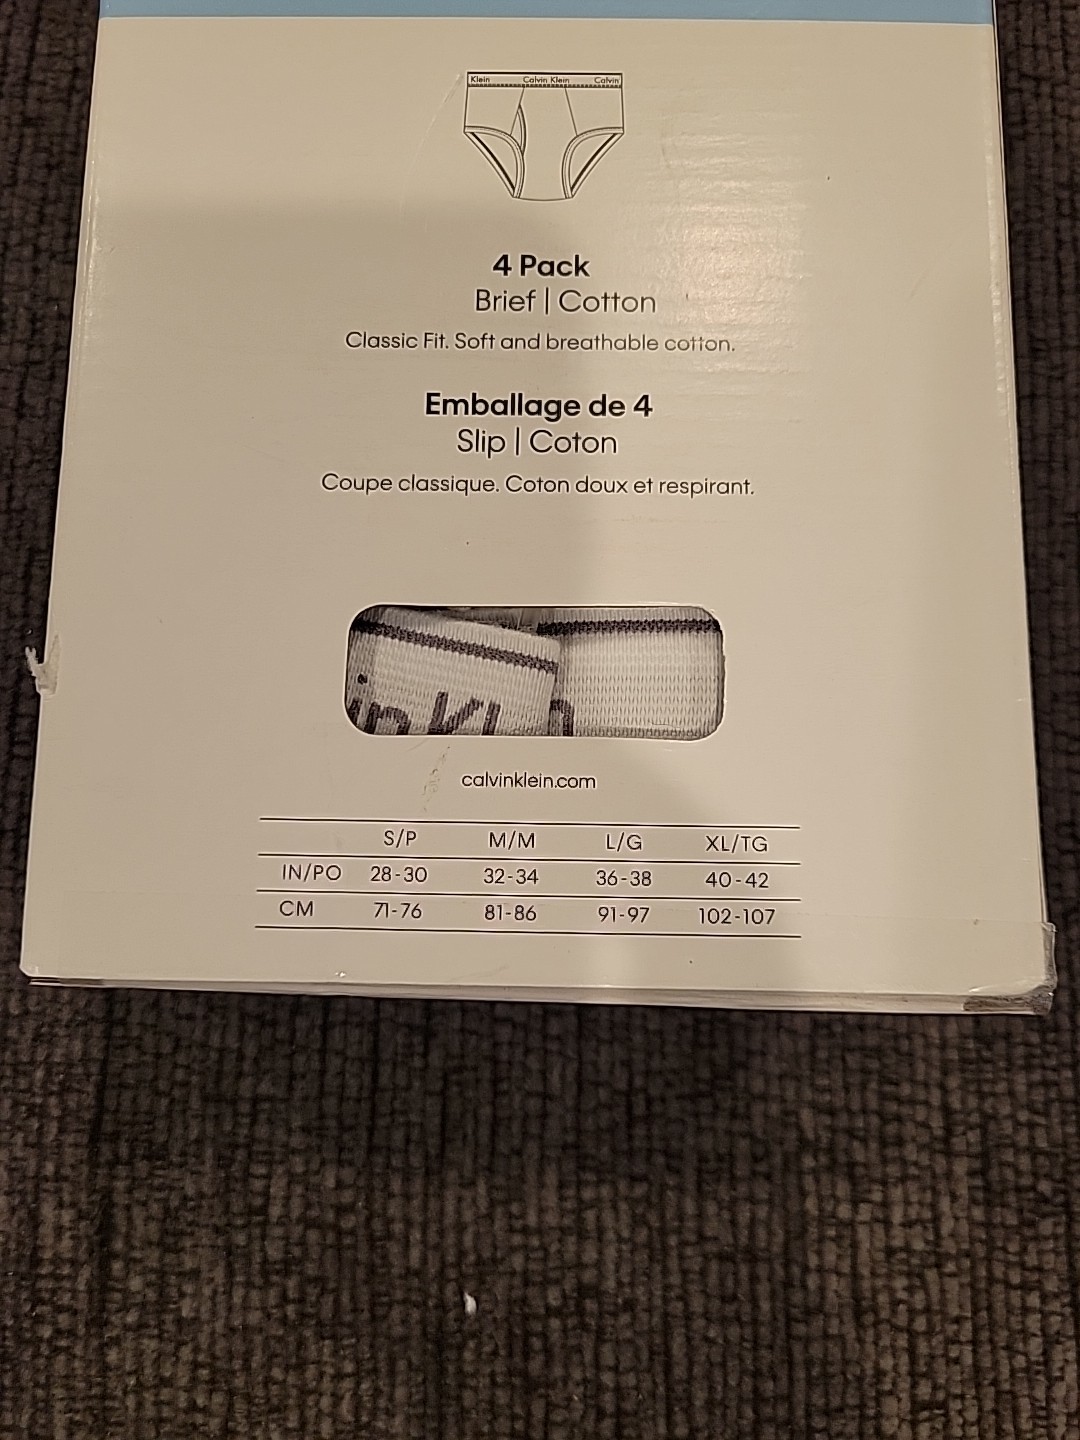 Klein Calvin Klein Calvin
4 Pack
Brief | Cotton
Classic Fit. Soft and breathable cotton.
Emballage de 4
Slip | Coton
Coupe classique. Coton doux et respirant.
in Kl n
calvinklein.com
S/P M/M L/G XL/TG
IN/PO 28-30 32-34 36-38 40-42
CM 71-76 81-86 91-97 102-107